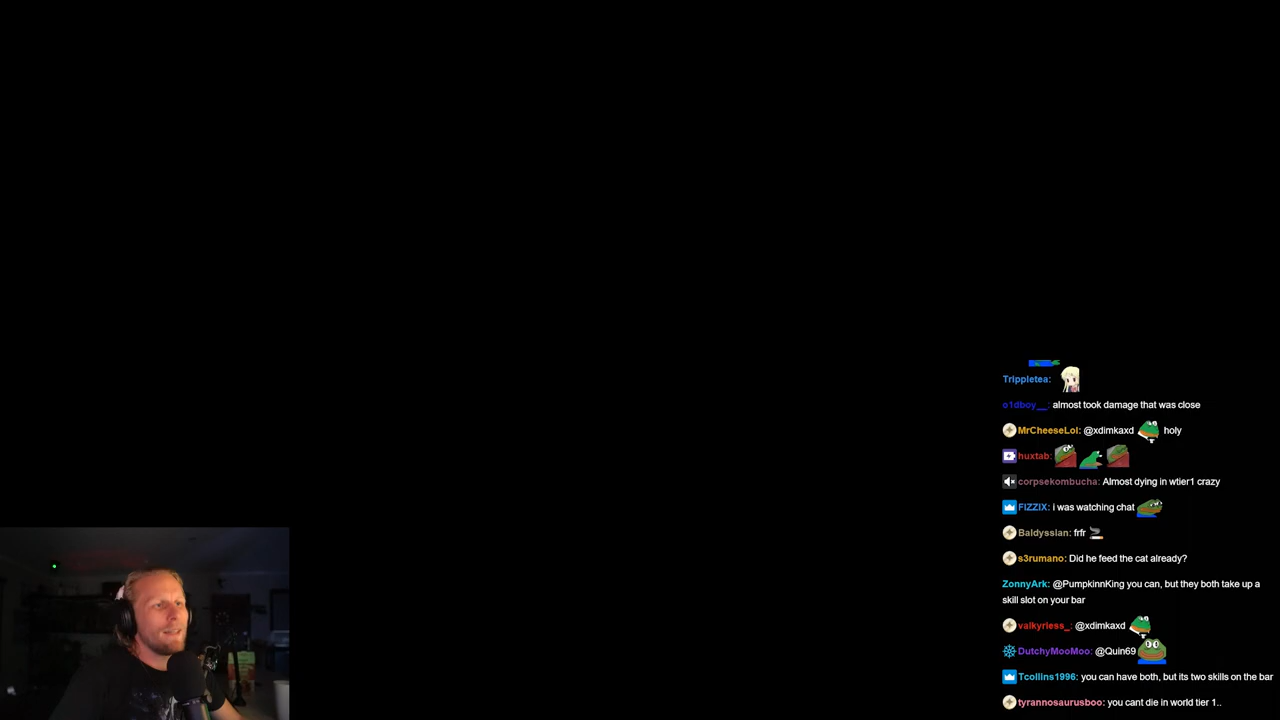 Trippletea:
o1dboy__: almost took damage that was close
MrCheeseLol: @xdimkaxd holy
huxtab:
corpsekombucha: Almost dying in wtier1 crazy
FIZZIX: i was watching chat
Baldyssian: frfr
s3rumano: Did he feed the cat already?
ZonnyArk: @PumpkinnKing you can, but they both take up a
skill slot on your bar
valkyrless_: @xdimkaxd
DutchyMooMoo: @Quin69
Tcollins1996: you can have both, but its two skills on the bar
tyrannosaurusboo: you cant die in world tier 1..